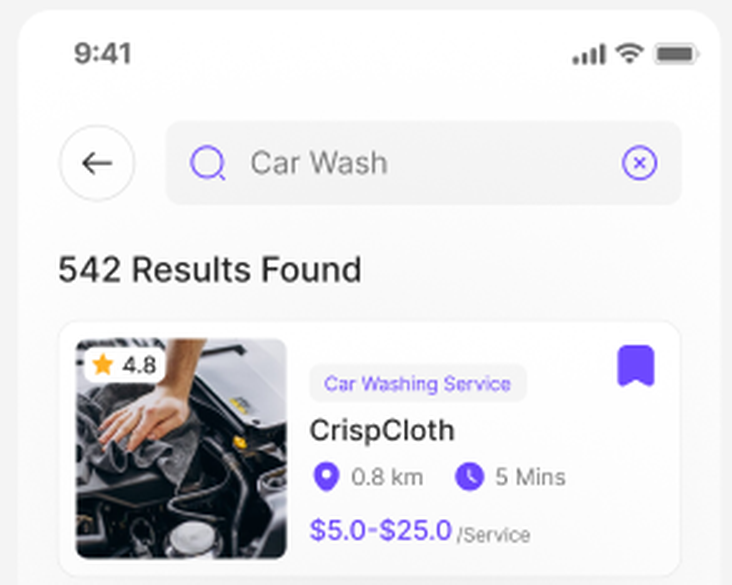 9:41
Car Wash
542 Results Found
4.8
Car Washing Service
CrispCloth
0.8 km 5 Mins
$5.0-$25.0 /Service